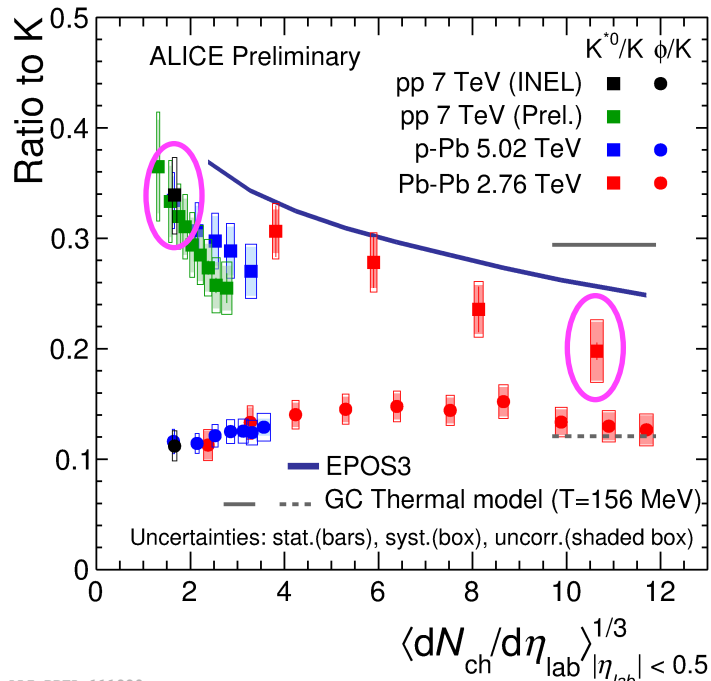 Ratio to K
0.5
0.4
0.3
0.2
0.1
0
ALICE Preliminary
K*0/K ϕ/K
pp 7 TeV (INEL)
pp 7 TeV (Prel.)
p-Pb 5.02 TeV
Pb-Pb 2.76 TeV
EPOS3
GC Thermal model (T=156 MeV)
Uncertainties: stat.(bars), syst.(box), uncorr.(shaded box)
0 2 4 6 8 10 12
⟨dNch/dηlab⟩1/3|ηlab| < 0.5